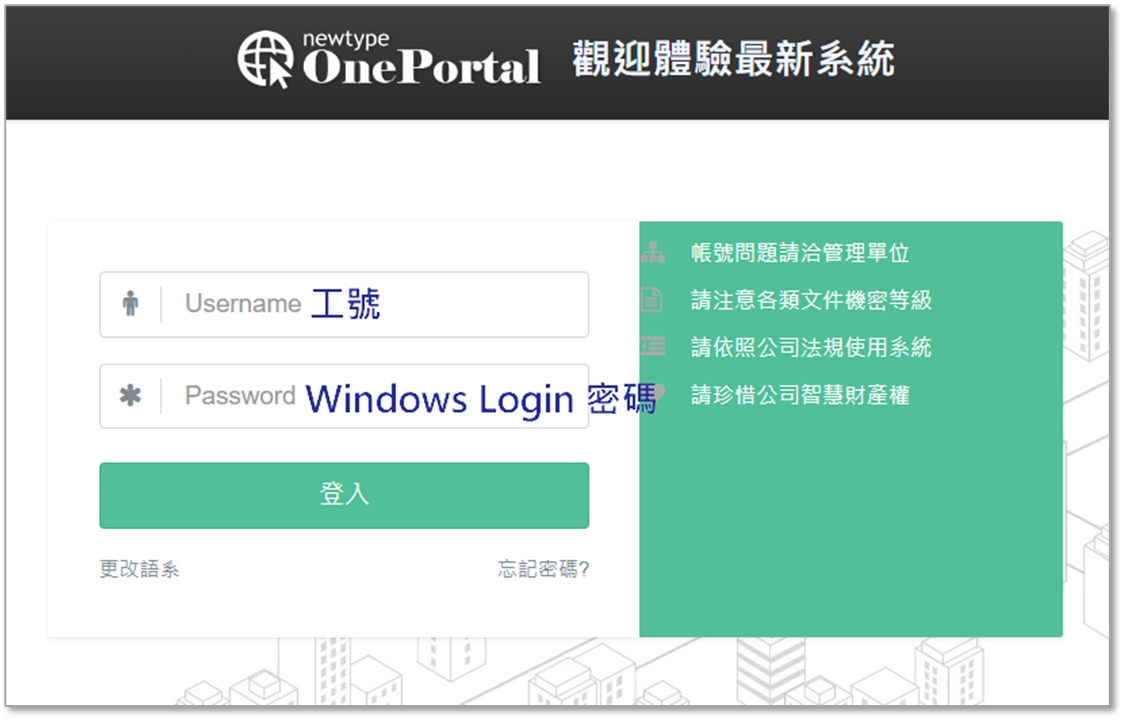 newtype
OnePortal 觀迎體驗最新系統
Username 工號
Password Windows Login 密碼
登入
更改語系 忘記密碼?
帳號問題請洽管理單位
請注意各類文件機密等級
請依照公司法規使用系統
請珍惜公司智慧財產權